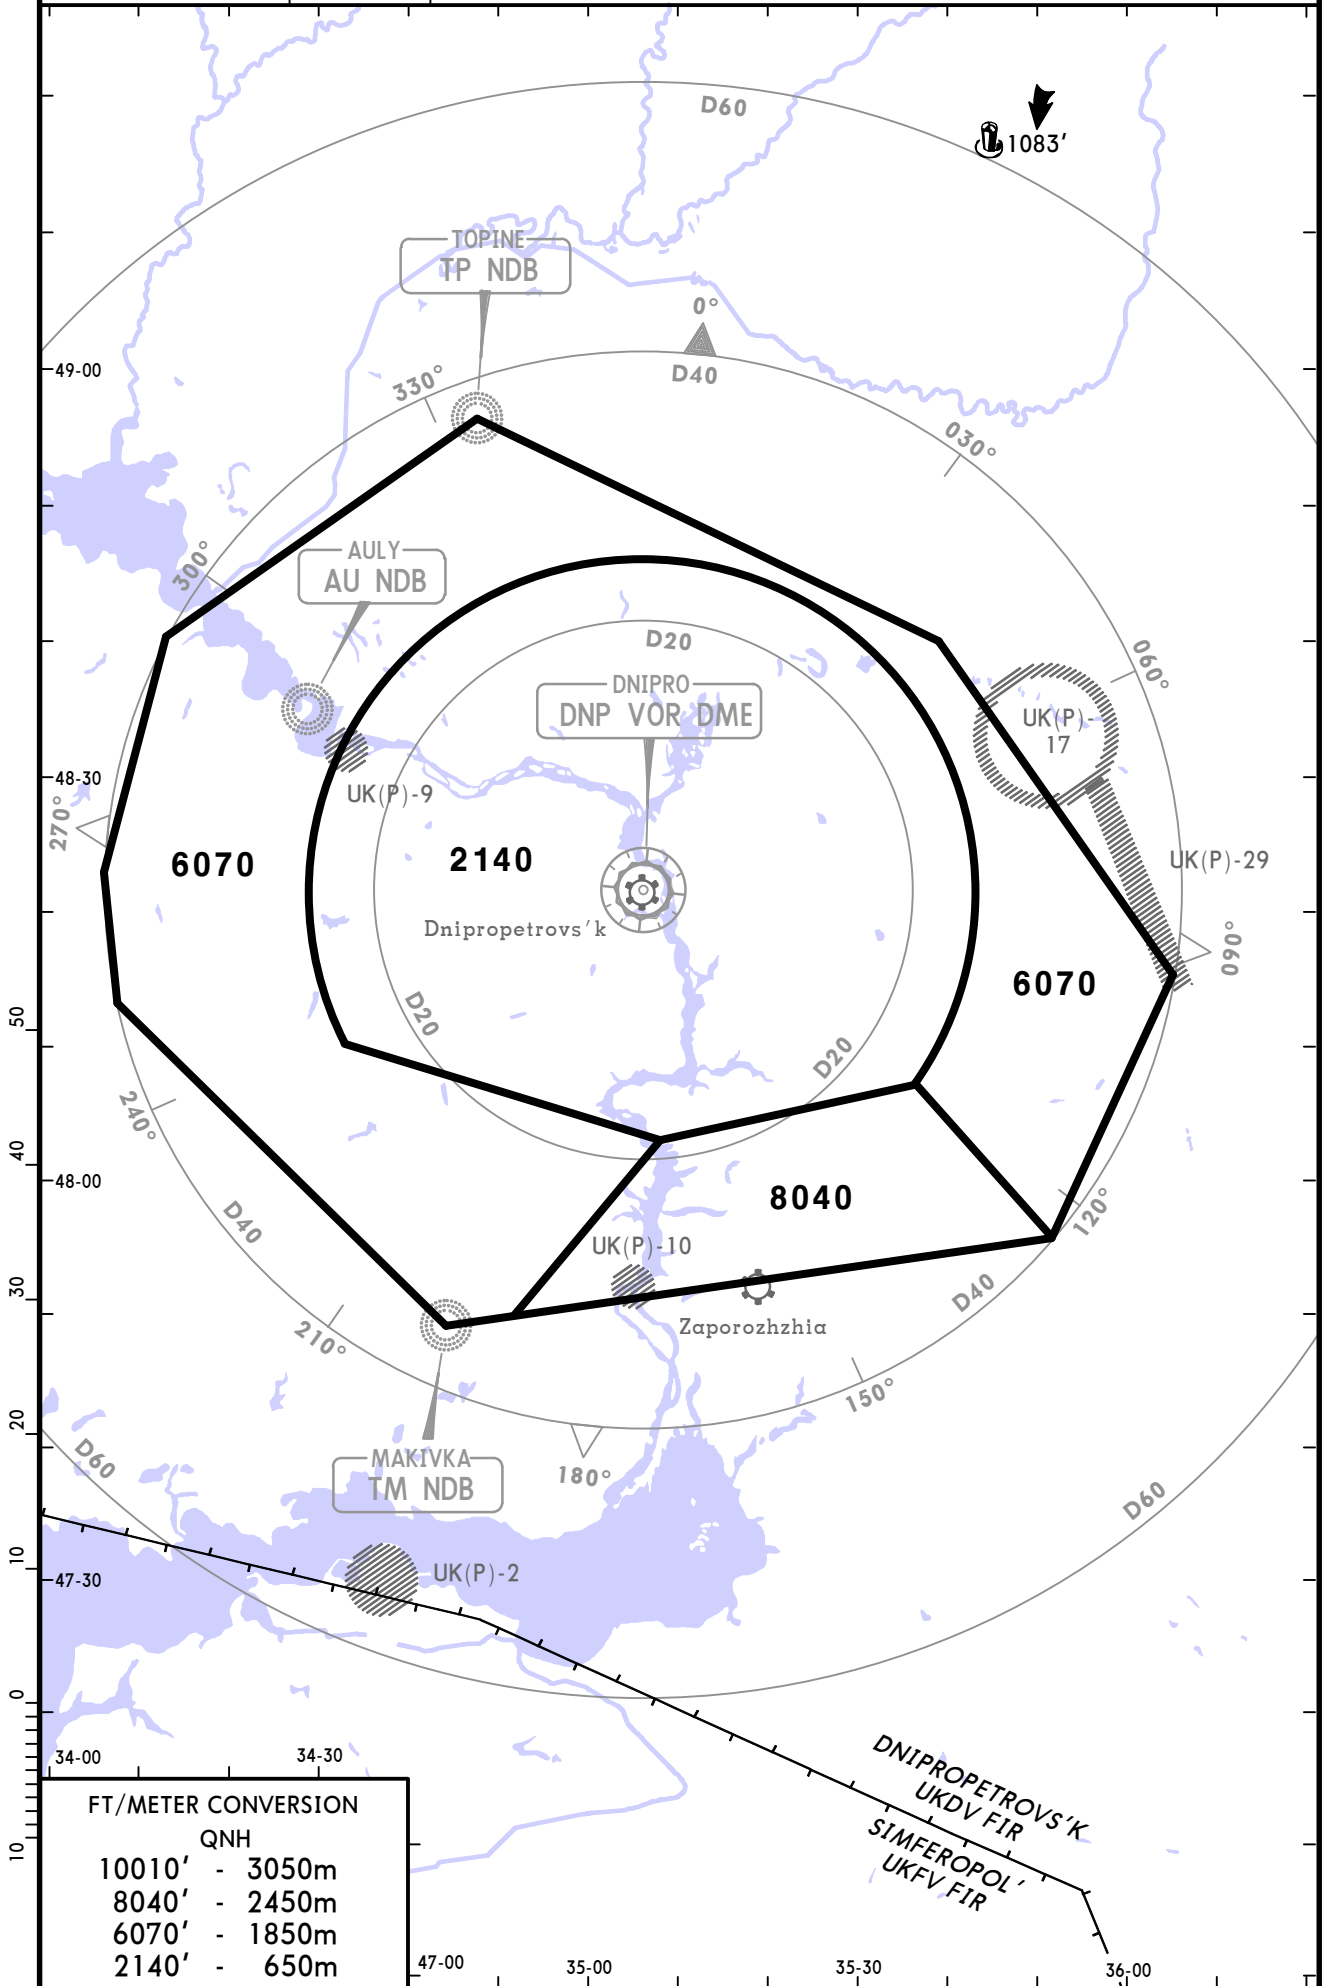 D60
1083'
TOPINE
TP NDB
0°
49-00
330°
D40
030°
300°
AULY
AU NDB
D20
060°
DNIPRO
DNP VOR DME
UK(P)-
17
48-30
UK(P)-9
270°
6070
2140
UK(P)-29
Dnipropetrovs'k
090°
6070
50
D20
D20
240°
40
48-00
8040
120°
D40
UK(P)-10
30
D40
210°
Zaporozhzhia
150°
20
D60
MAKIVKA
TM NDB
180°
D60
10
47-30
UK(P)-2
0
34-00
34-30
DNIPROPETROVS'K
UKDV FIR
SIMFEROPOL'
UKFV FIR
10
FT/METER CONVERSION
QNH
10010' - 3050m
8040' - 2450m
6070' - 1850m
2140' - 650m
47-00
35-00
35-30
36-00